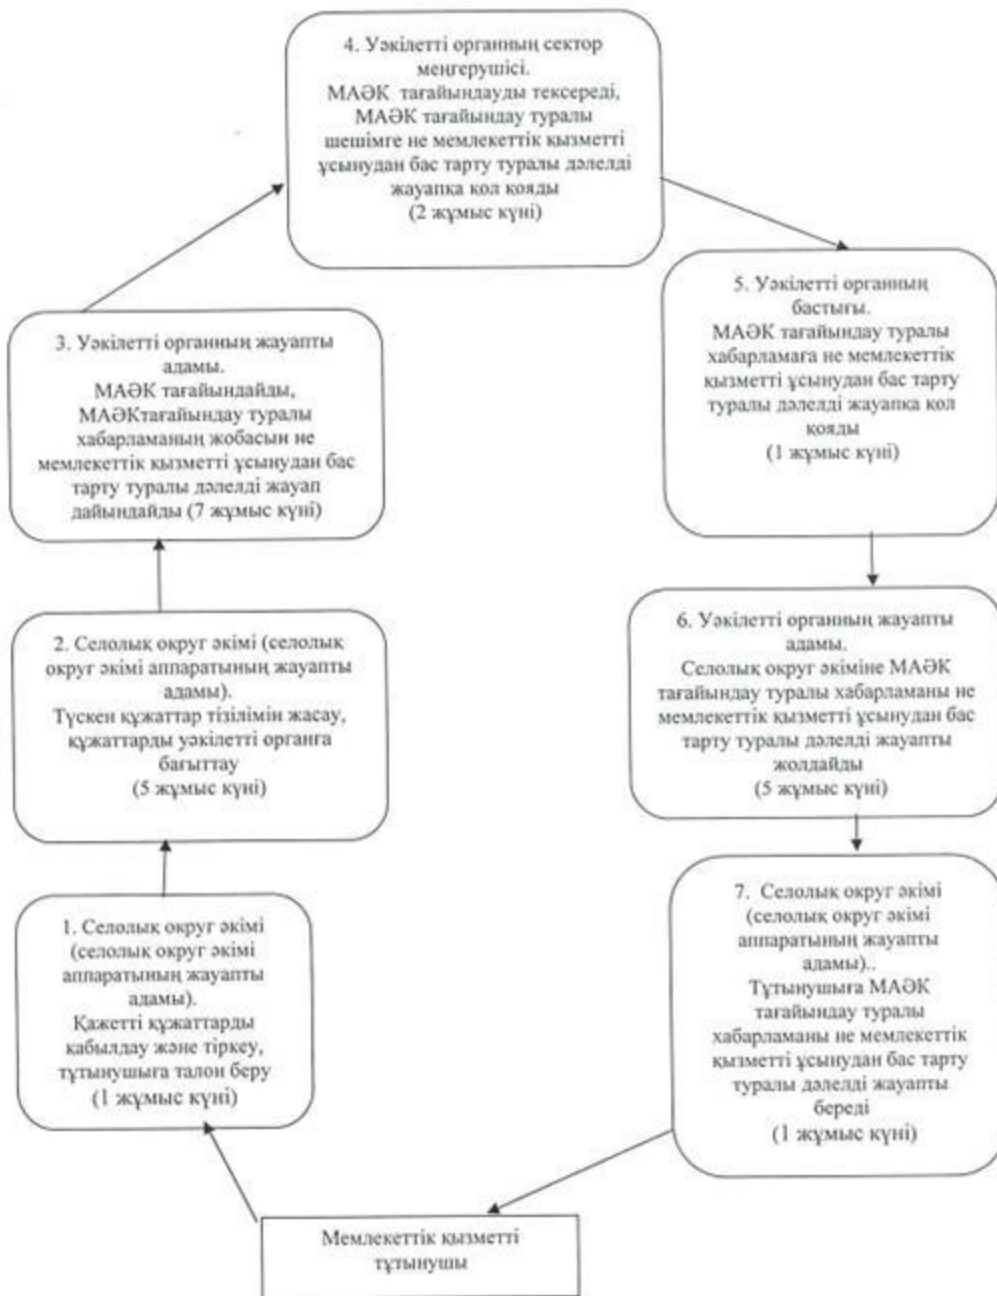 4. Уәкілетті органның сектор
меңгерушісі.
МАӘК тағайындауды тексереді,
МАӘК тағайындау туралы
шешімге не мемлекеттік қызметті
ұсынудан бас тарту туралы дәлелді
жауапқа қол қояды
(2 жұмыс күні)
5. Уәкілетті органның
бастығы.
МАӘК тағайындау туралы
хабарламаға не мемлекеттік
қызметті ұсынудан бас тарту
туралы дәлелді жауапқа қол
қояды
(1 жұмыс күні)
3. Уәкілетті органның жауапты
адамы.
МАӘК тағайындайды,
МАӘКтағайындау туралы
хабарламаның жобасын не
мемлекеттік қызметті ұсынудан бас
тарту туралы дәлелді жауап
дайындайды (7 жұмыс күні)
2. Селолық округ әкімі (селолық
округ әкімі аппаратының жауапты
адамы).
Түскен құжаттар тізілімін жасау,
құжаттарды уәкілетті органға
бағыттау
(5 жұмыс күні)
6. Уәкілетті органның жауапты
адамы.
Селолық округ әкіміне МАӘК
тағайындау туралы хабарламаны не
мемлекеттік қызметті ұсынудан бас
тарту туралы дәлелді жауапты
жолдайды
(5 жұмыс күні)
1. Селолық округ әкімі
(селолық округ әкімі
аппаратының жауапты
адамы).
Қажетті құжаттарды
қабылдау және тіркеу,
тұтынушыға талон беру
(1 жұмыс күні)
7. Селолық округ әкімі
(селолық округ әкімі
аппаратының жауапты
адамы)..
Тұтынушыға МАӘК
тағайындау туралы
хабарламаны не мемлекеттік
қызметті ұсынудан бас тарту
туралы дәлелді жауапты
береді
(1 жұмыс күні)
Мемлекеттік қызметті
тұтынушы